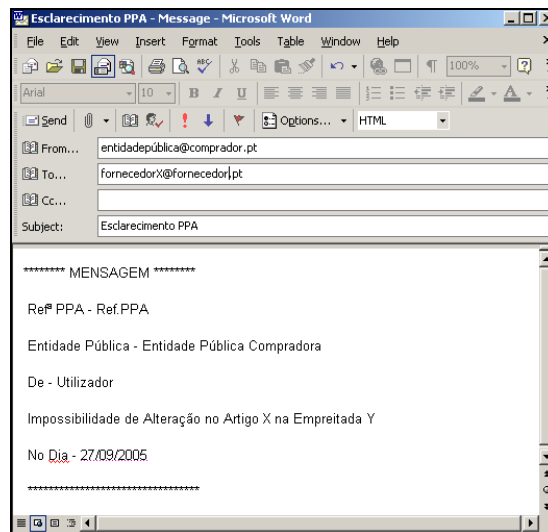 Esclarecimento PPA - Message - Microsoft Word
File Edit View Insert Format Tools Table Window Help
100%
Arial 10 B I U
Send Options... HTML
From... entidadepública@comprador.pt
To... fornecedorX@fornecedor.pt
Cc...
Subject: Esclarecimento PPA
******** MENSAGEM ********
Refª PPA - Ref.PPA
Entidade Pública - Entidade Pública Compradora
De - Utilizador
Impossibilidade de Alteração no Artigo X na Empreitada Y
No Dia - 27/09/2005
*********************************